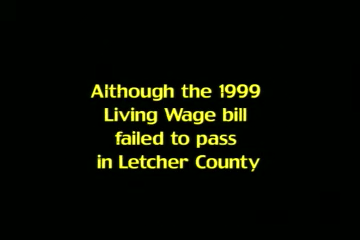 Although the 1999
Living Wage bill
failed to pass
in Letcher County